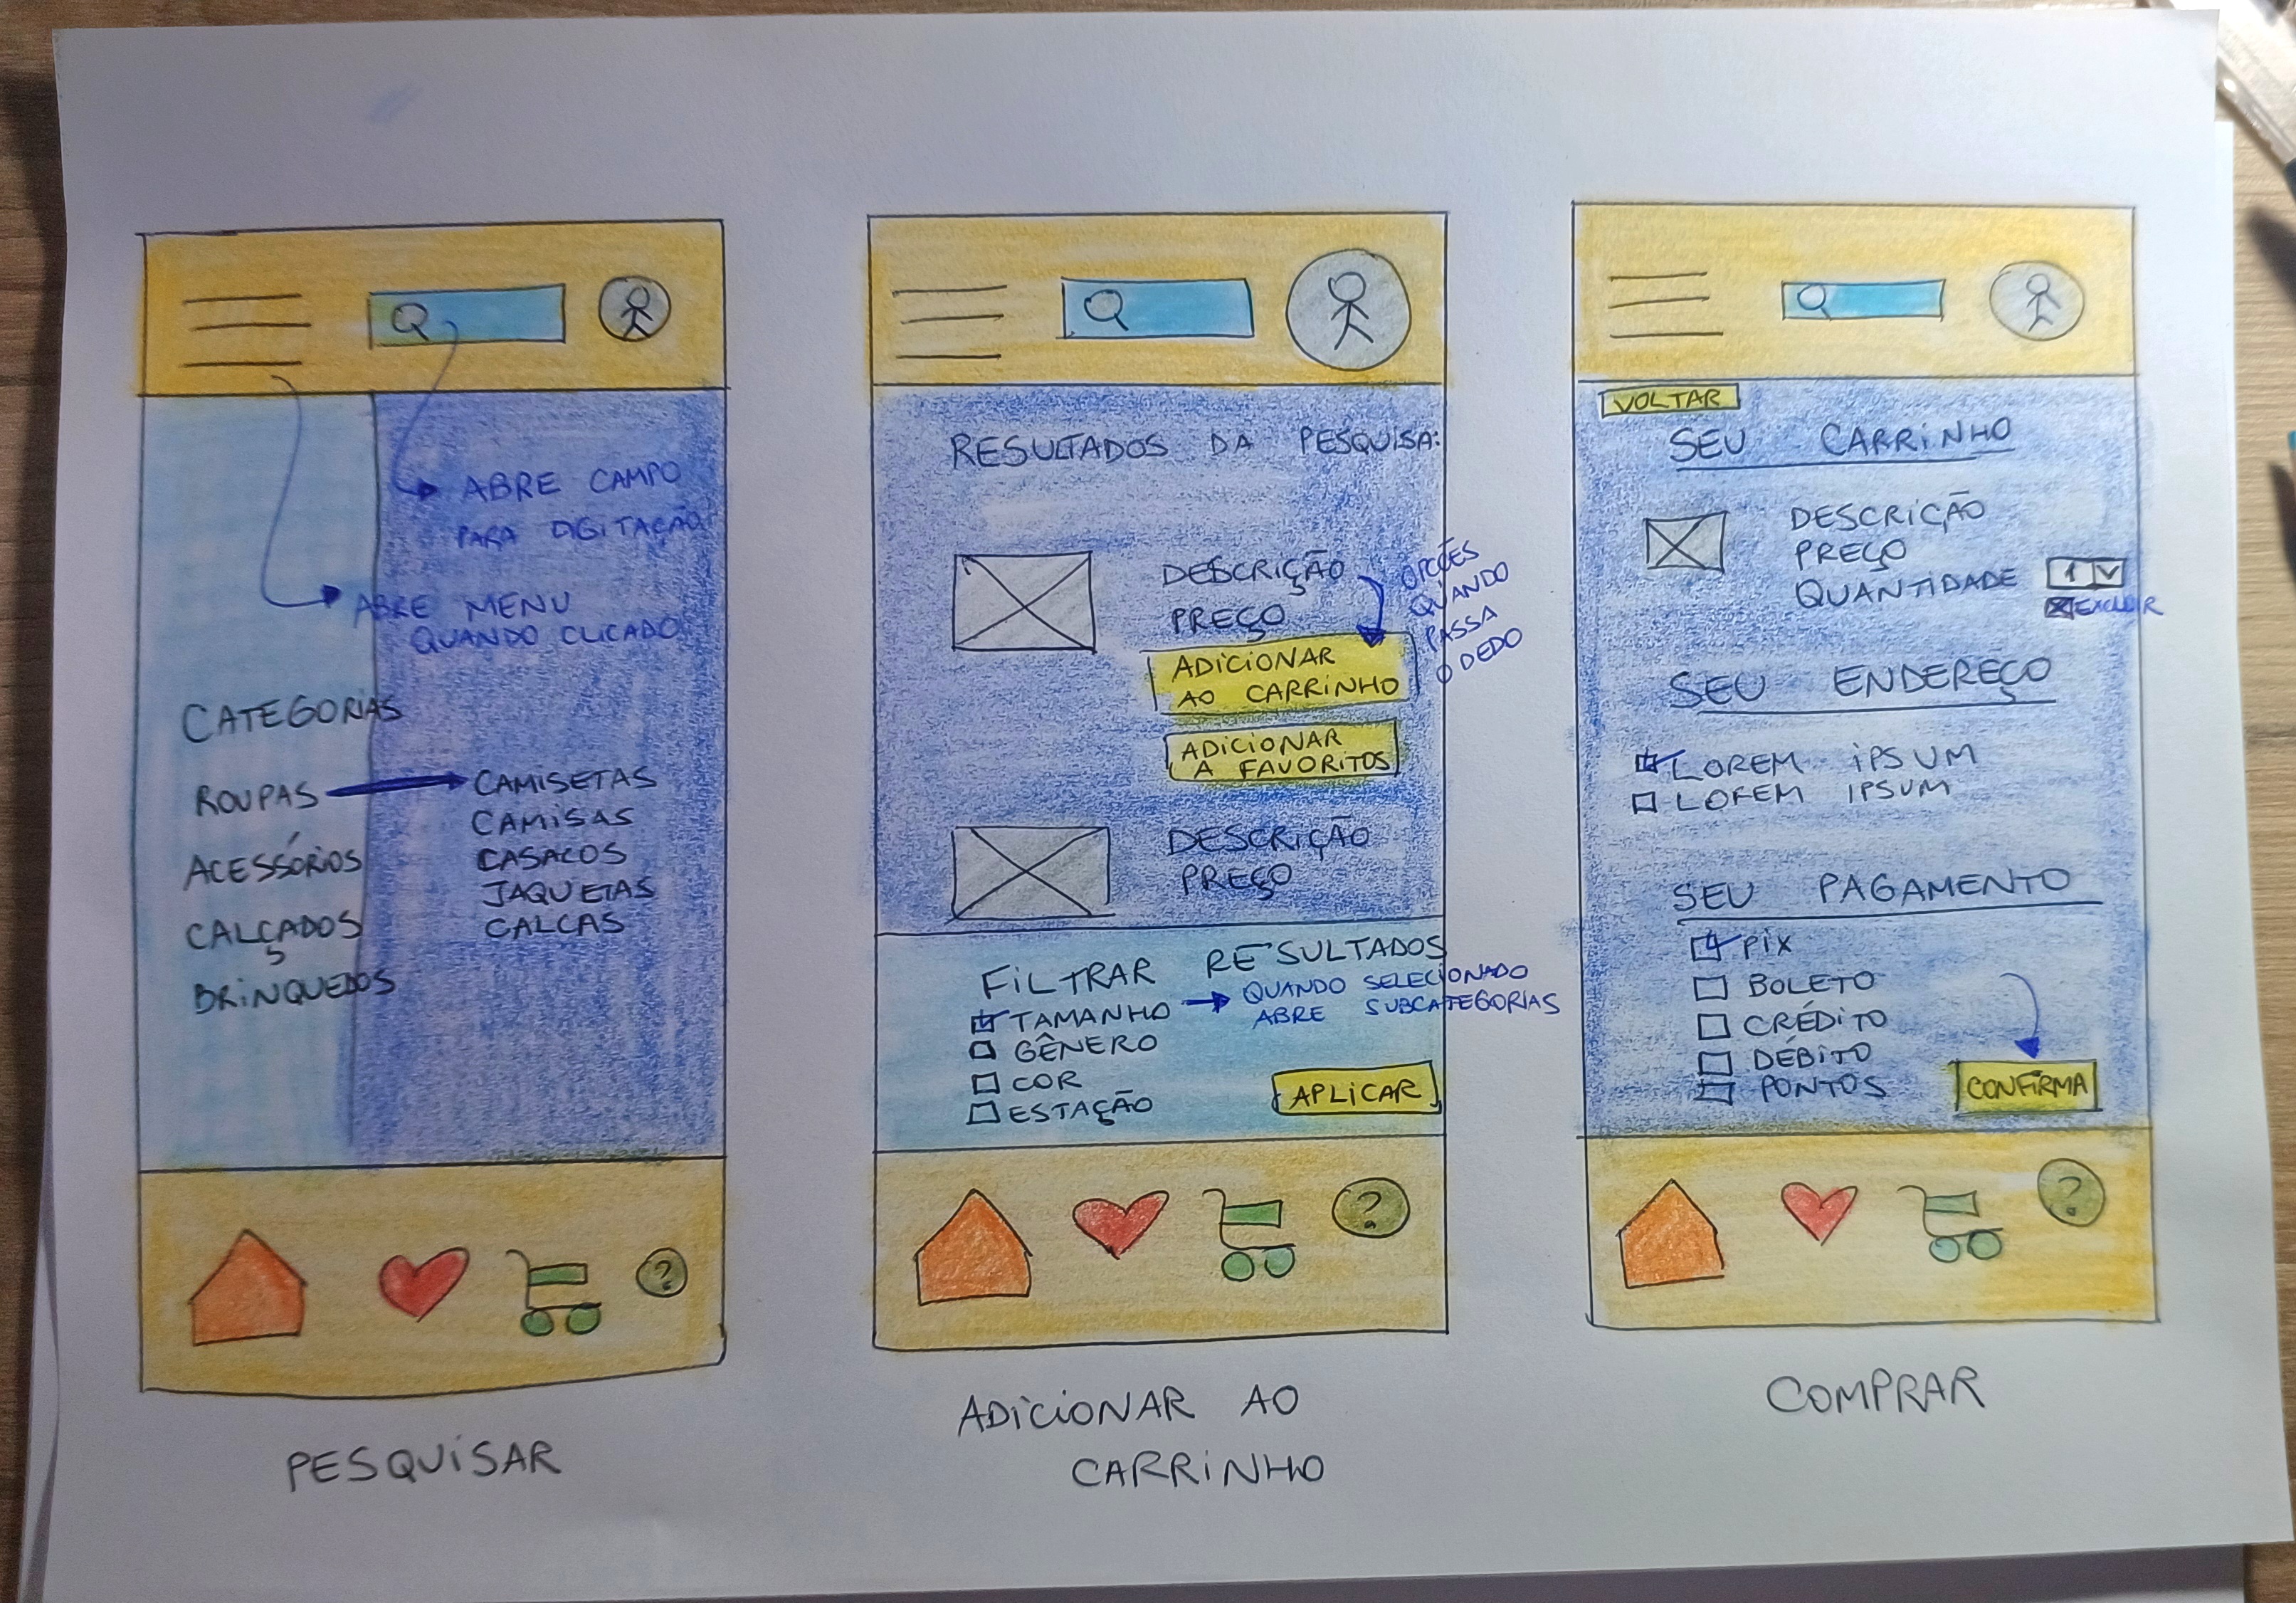 ABRE CAMPO
PARA DIGITAÇÃO
ABRE MENU
QUANDO CLICADO
CATEGORIAS
ROUPAS
ACESSÓRIOS
CALÇADOS
BRINQUEDOS
CAMISETAS
CAMISAS
CASACOS
JAQUETAS
CALCAS
?
PESQUISAR
RESULTADOS DA PESQUISA:
DESCRIÇÃO
PREÇO
OPCÕES
QUANDO
PASSA
O DEDO
ADICIONAR
AO CARRINHO
ADICIONAR
A FAVORITOS
DESCRIÇÃO
PREÇO
FILTRAR RESULTADOS
TAMANHO
QUANDO SELECIONADO
ABRE SUBCATEGORIAS
GÊNERO
COR
ESTAÇÃO
APLICAR
?
ADICIONAR AO
CARRINHO
VOLTAR
SEU CARRINHO
DESCRIÇÃO
PREÇO
QUANTIDADE 1
EXCLUIR
SEU ENDEREÇO
LOREM IPSUM
LOREM IPSUM
SEU PAGAMENTO
PIX
BOLETO
CRÉDITO
DÉBITO
PONTOS
CONFIRMA
?
COMPRAR